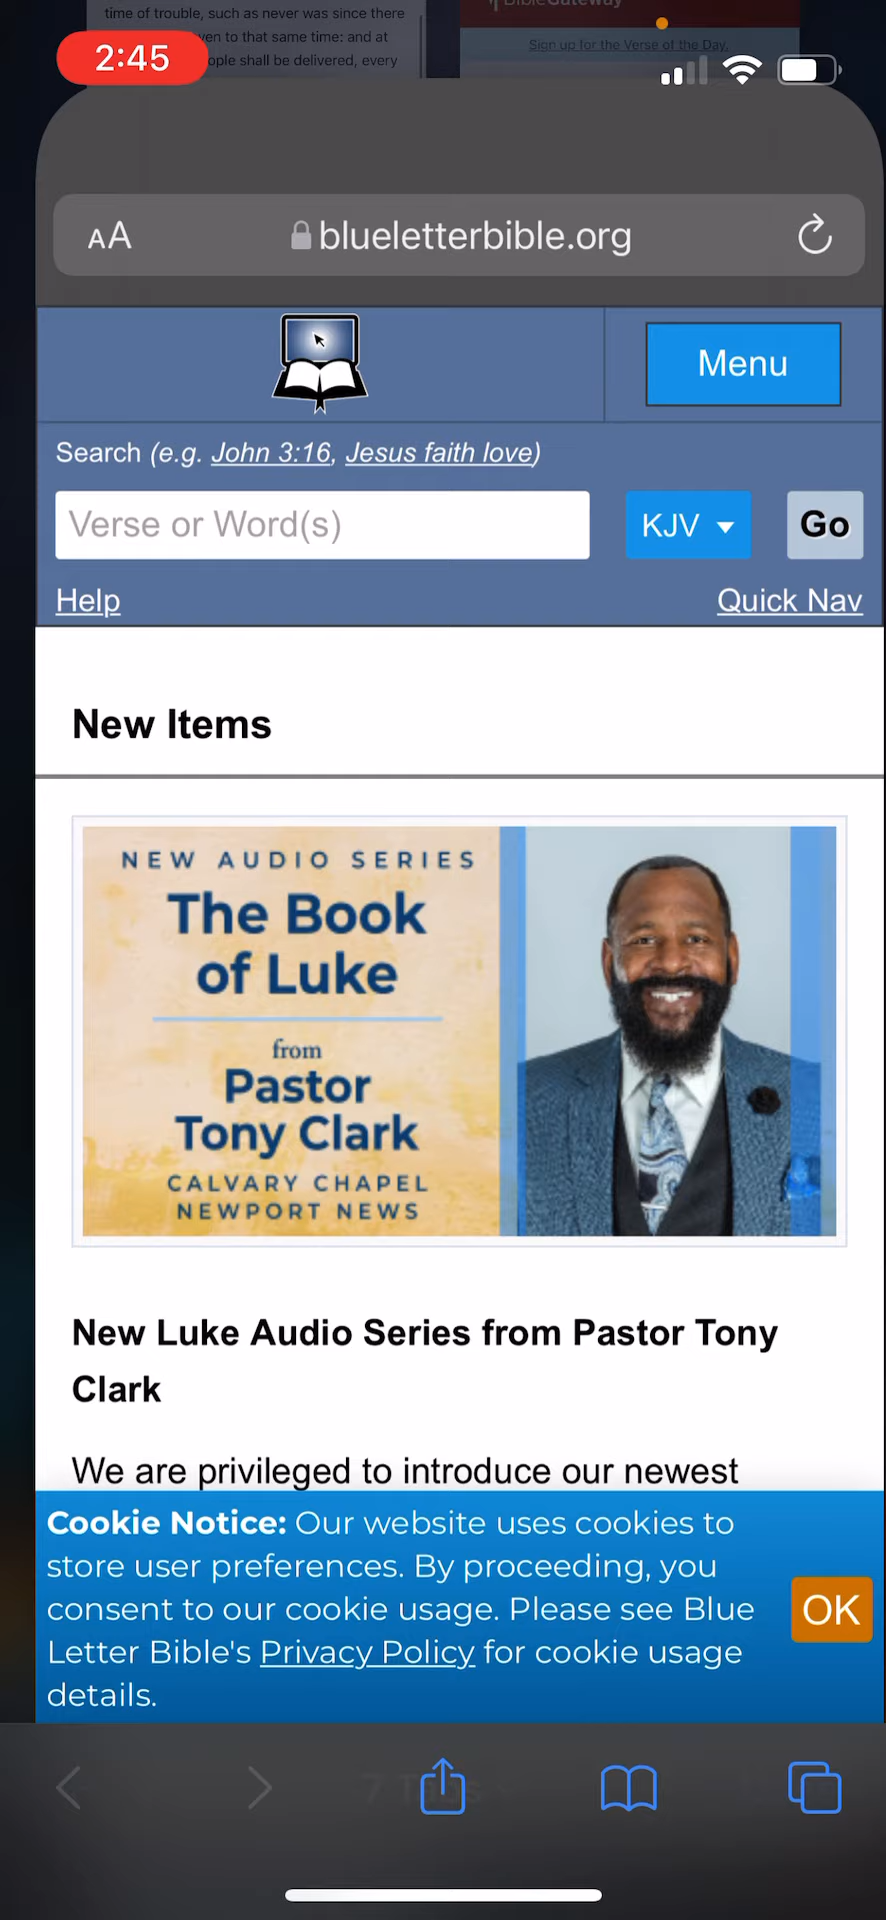 time of trouble, such as never was since there
ven to that same time: and at
ople shall be delivered, every
BibleGateway
Sign up for the Verse of the Day.
2:45
AA
blueletterbible.org
Menu
Search (e.g. John 3:16, Jesus faith love)
Verse or Word(s)
KJV
Go
Help
Quick Nav
New Items
NEW AUDIO SERIES
The Book
of Luke
from
Pastor
Tony Clark
CALVARY CHAPEL
NEWPORT NEWS
New Luke Audio Series from Pastor Tony
Clark
We are privileged to introduce our newest
Cookie Notice: Our website uses cookies to
store user preferences. By proceeding, you
consent to our cookie usage. Please see Blue
Letter Bible's Privacy Policy for cookie usage
details.
OK
7 Tabs